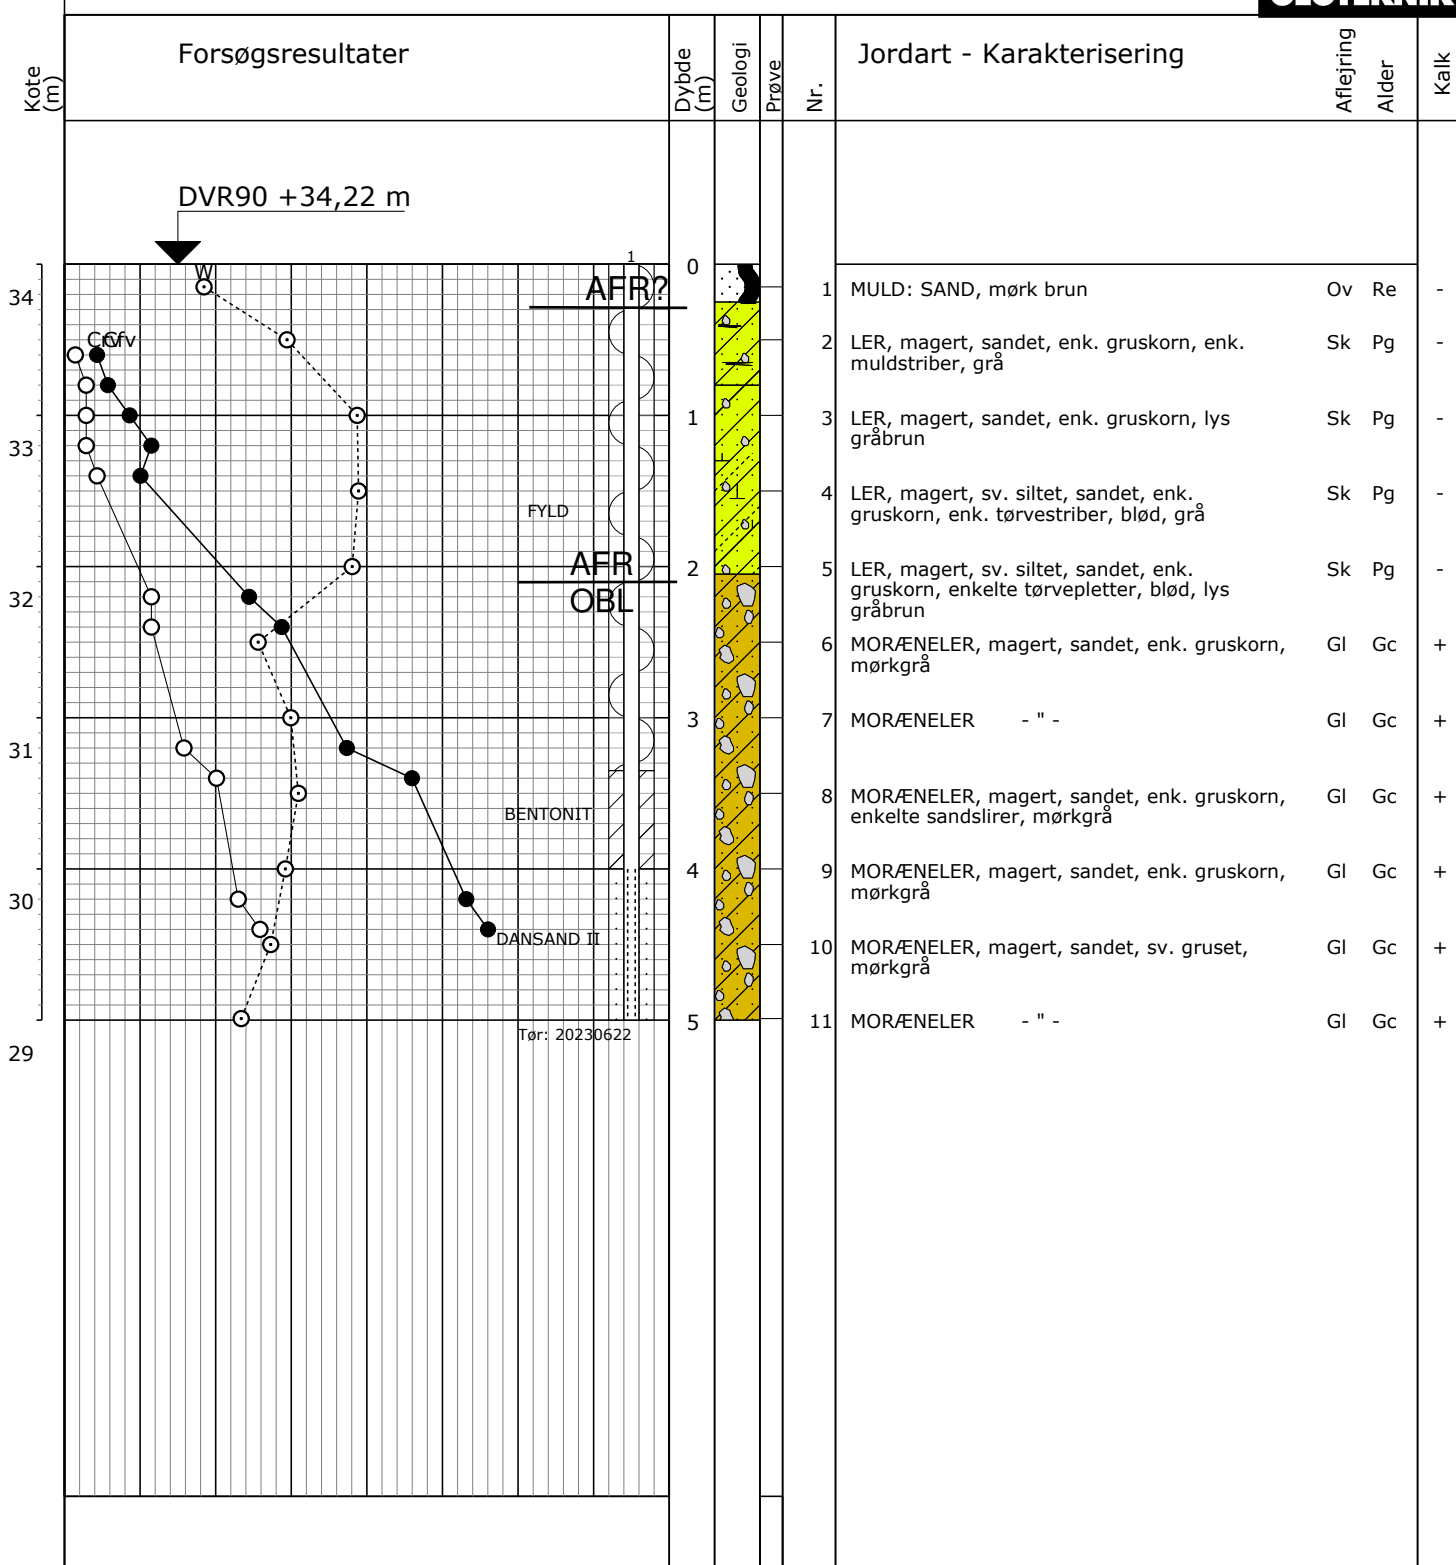 Kote (m)
Forsøgsresultater
Dybde (m)
Geologi
Prøve
Nr.
Jordart - Karakterisering
Aflejring
Alder
Kalk
DVR90 +34,22 m
W
1
0
AFR?
34
1 MULD: SAND, mørk brun Ov Re -
Cfv
2 LER, magert, sandet, enk. gruskorn, enk. Sk Pg -
muldstriber, grå
1
3 LER, magert, sandet, enk. gruskorn, lys Sk Pg -
gråbrun
33
4 LER, magert, sv. siltet, sandet, enk. Sk Pg -
gruskorn, enk. tørvestriber, blød, grå
FYLD
AFR
2
5 LER, magert, sv. siltet, sandet, enk. Sk Pg -
gruskorn, enkelte tørvepletter, blød, lys
gråbrun
32
OBL
6 MORÆNELER, magert, sandet, enk. gruskorn, Gl Gc +
mørkgrå
3
7 MORÆNELER - " - Gl Gc +
31
8 MORÆNELER, magert, sandet, enk. gruskorn, Gl Gc +
enkelte sandslirer, mørkgrå
BENTONIT
4
9 MORÆNELER, magert, sandet, enk. gruskorn, Gl Gc +
mørkgrå
30
DANSAND II
10 MORÆNELER, magert, sandet, sv. gruset, Gl Gc +
mørkgrå
5
11 MORÆNELER - " - Gl Gc +
Tør: 20230622
29